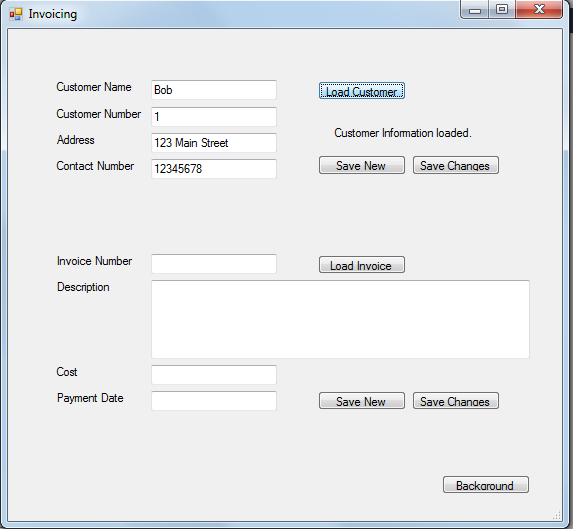 Invoicing
Customer Name Bob Load Customer
Customer Number 1
Customer Information loaded.
Address 123 Main Street
Contact Number 12345678 Save New Save Changes
Invoice Number Load Invoice
Description
Cost
Payment Date Save New Save Changes
Background